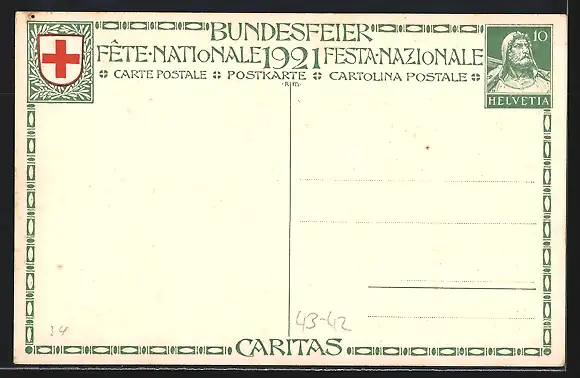 BUNDESFEIER
FÊTE·NATIONALE 1921 FESTA·NAZIONALE
CARTE POSTALE POSTKARTE CARTOLINA POSTALE
10
HELVETIA
43-42
34
CARITAS